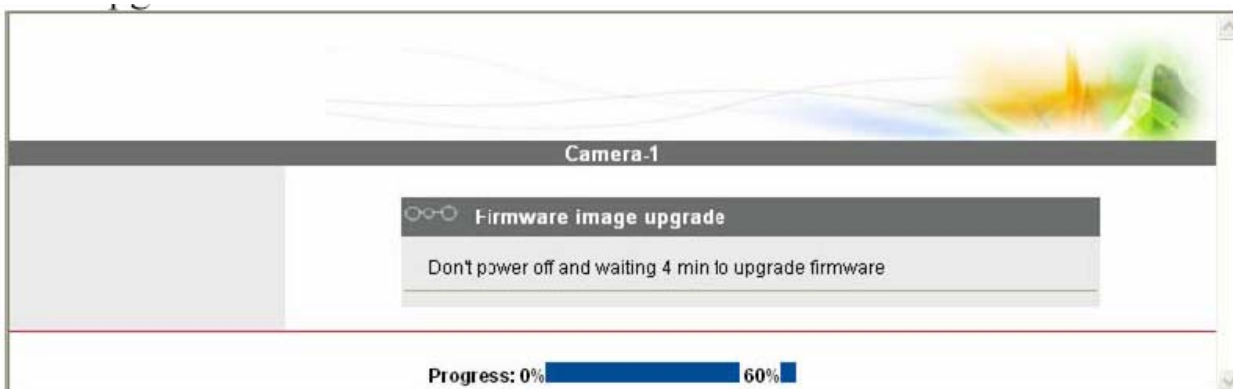 Camera-1
Firmware image upgrade
Don't power off and waiting 4 min to upgrade firmware
Progress: 0% 60%